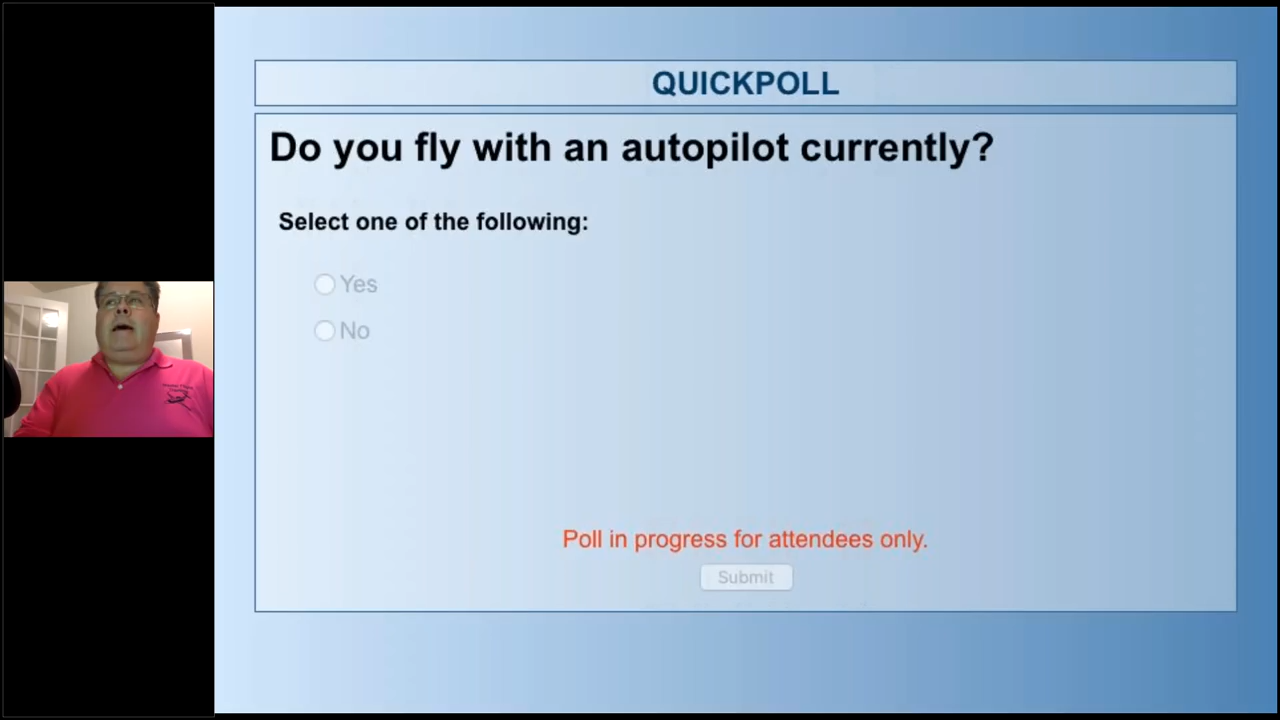 QUICKPOLL
Do you fly with an autopilot currently?
Select one of the following:
Yes
No
Poll in progress for attendees only.
Submit